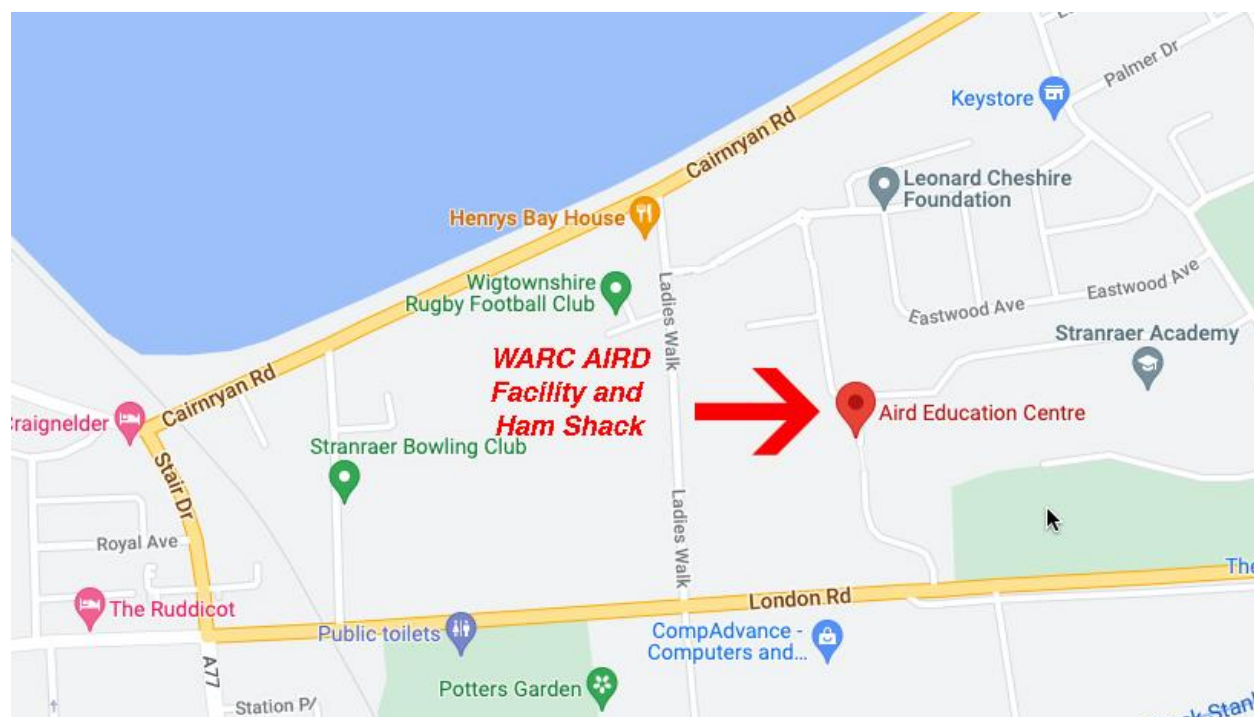 Palmer Dr
Keystore
Cairnryan Rd
Leonard Cheshire
Foundation
Henrys Bay House
Wigtownshire
Rugby Football Club
Ladies Walk
Eastwood Ave
Eastwood Ave
Stranraer Academy
WARC AIRD
Facility and
Ham Shack
Cairnryan Rd
raignelder
Aird Education Centre
Stranraer Bowling Club
Stair Dr
Ladies Walk
Royal Ave
The
The Ruddicot
London Rd
Public toilets
CompAdvance -
Computers and...
A77
Potters Garden
Station P